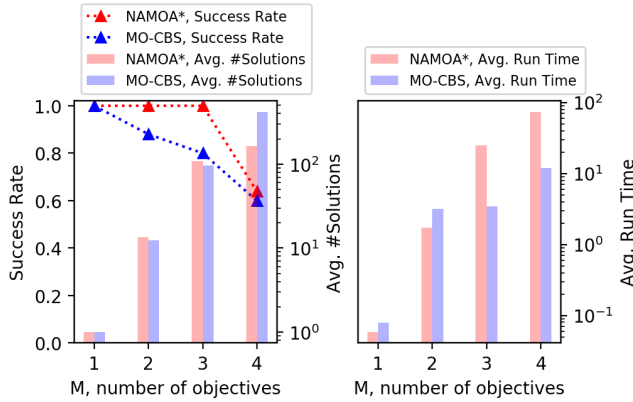 NAMOA*, Success Rate
MO-CBS, Success Rate
NAMOA*, Avg. #Solutions
MO-CBS, Avg. #Solutions
NAMOA*, Avg. Run Time
MO-CBS, Avg. Run Time
Success Rate
1.0
0.8
0.6
0.4
0.2
0.0
1 2 3 4
M, number of objectives
Avg. #Solutions
10²
10¹
10⁰
1 2 3 4
M, number of objectives
Avg. Run Time
10²
10¹
10⁰
10⁻¹